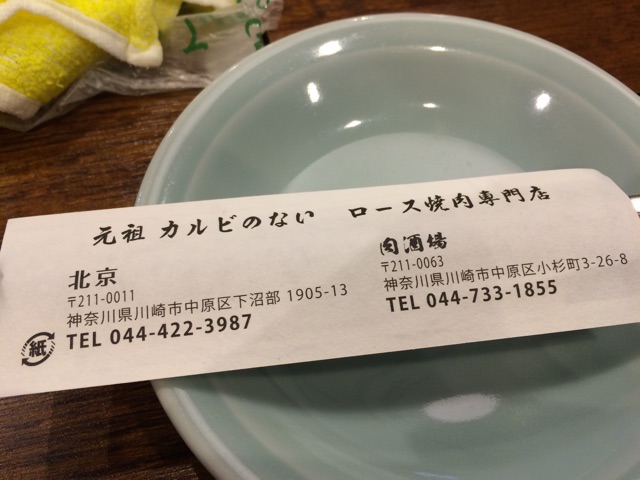 元祖 カルビのない ロース焼肉専門店
北京
〒211-0011
神奈川県川崎市中原区下沼部 1905-13
TEL 044-422-3987
肉酒場
〒211-0063
神奈川県川崎市中原区小杉町3-26-8
TEL 044-733-1855
紙